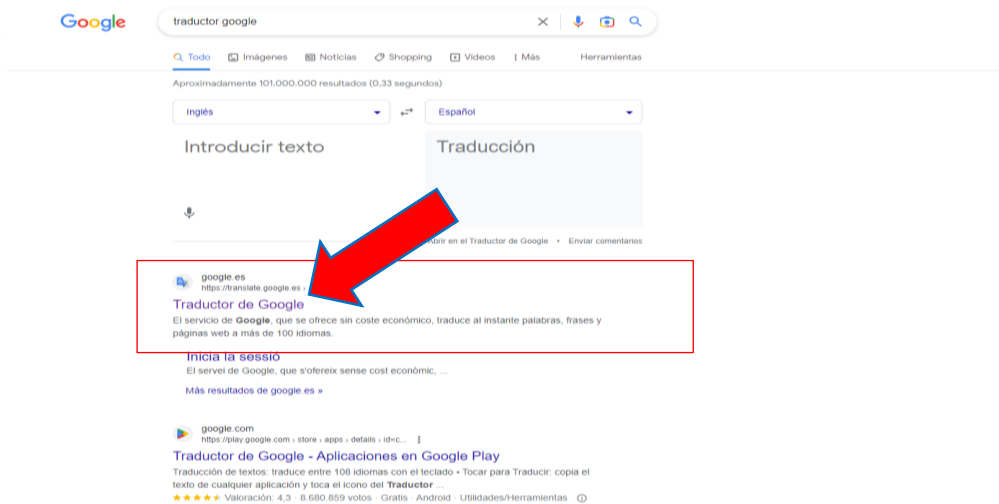 Google
traductor google
Todo Imágenes Noticias Shopping Vídeos Más Herramientas
Aproximadamente 101.000.000 resultados (0,33 segundos)
Inglés Español
Introducir texto Traducción
Abrir en el Traductor de Google • Enviar comentarios
google.es
https://translate.google.es ›
Traductor de Google
El servicio de Google, que se ofrece sin coste económico, traduce al instante palabras, frases y
páginas web a más de 100 idiomas.
Inicia la sessió
El servei de Google, que s'ofereix sense cost econòmic, ...
Más resultados de google.es »
google.com
https://play.google.com › store › apps › details › id=c...
Traductor de Google - Aplicaciones en Google Play
Traducción de textos: traduce entre 108 idiomas con el teclado • Tocar para Traducir: copia el
texto de cualquier aplicación y toca el icono del Traductor ...
Valoración: 4,3 · 8.680.859 votos · Gratis · Android · Utilidades/Herramientas